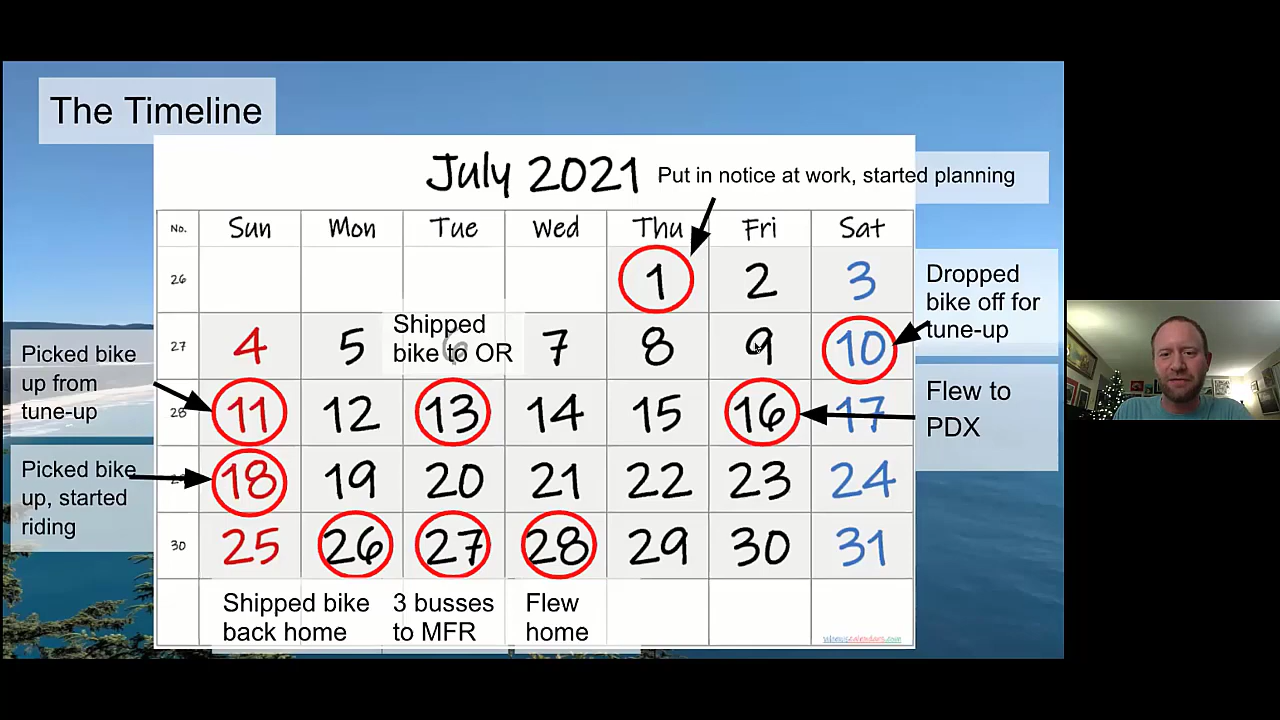 The Timeline
July 2021
Put in notice at work, started planning
No. Sun Mon Tue Wed Thu Fri Sat
26 1 2 3
Dropped
bike off for
tune-up
Shipped
bike to OR
27 4 5 6 7 8 9 10
Picked bike
up from
tune-up
28 11 12 13 14 15 16 17
Flew to
PDX
Picked bike
up, started
riding
18 19 20 21 22 23 24
30 25 26 27 28 29 30 31
Shipped bike
back home
3 busses
to MFR
Flew
home